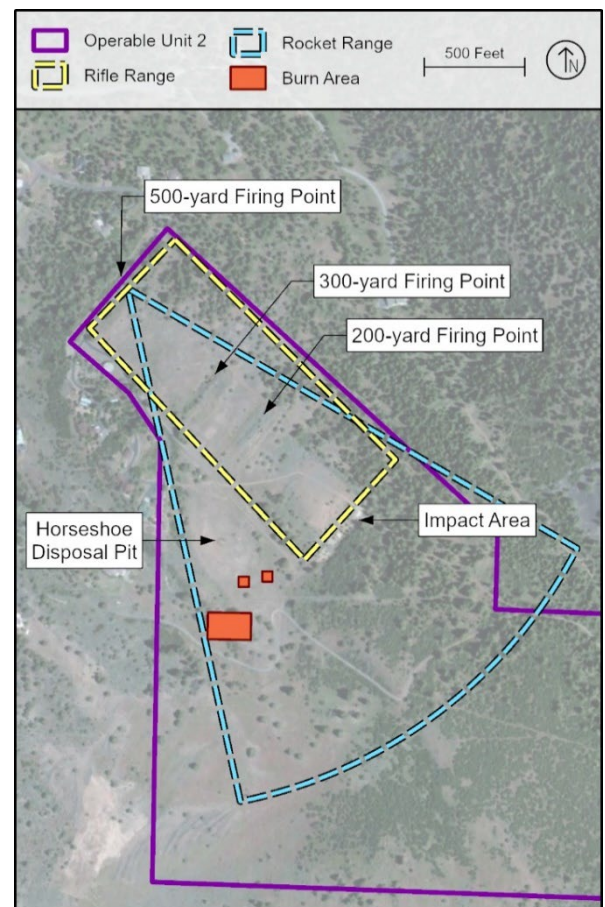 Operable Unit 2
Rocket Range
500 Feet
N
Rifle Range
Burn Area
500-yard Firing Point
300-yard Firing Point
200-yard Firing Point
Horseshoe
Disposal Pit
Impact Area